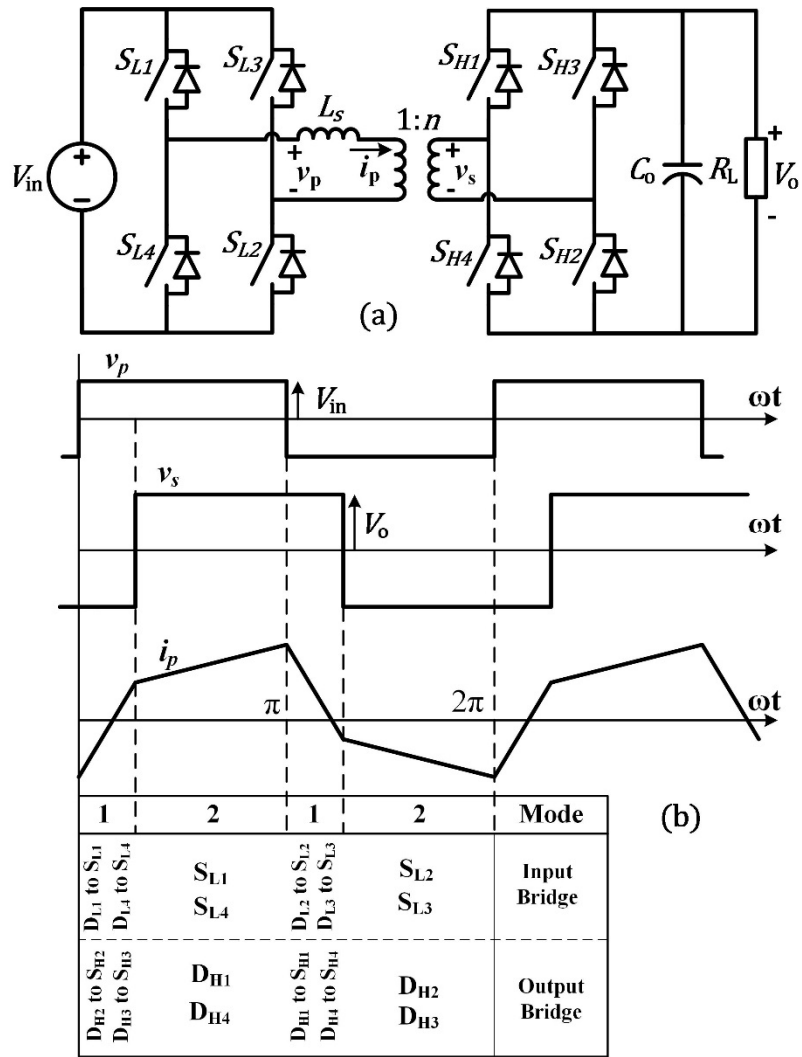 S_L1 S_L3 S_H1 S_H3
L_s 1:n
V_in + - + v_p - i_p + v_s - C_o R_L + V_o -
S_L4 S_L2 S_H4 S_H2
(a)
v_p
V_in ωt
v_s
V_o ωt
i_p
π 2π ωt
1 2 1 2 Mode
(b)
D_L1 to S_L1
D_L4 to S_L4
S_L1
S_L4
D_L2 to S_L2
D_L3 to S_L3
S_L2
S_L3
Input
Bridge
D_H2 to S_H2
D_H3 to S_H3
D_H1
D_H4
D_H1 to S_H1
D_H4 to S_H4
D_H2
D_H3
Output
Bridge